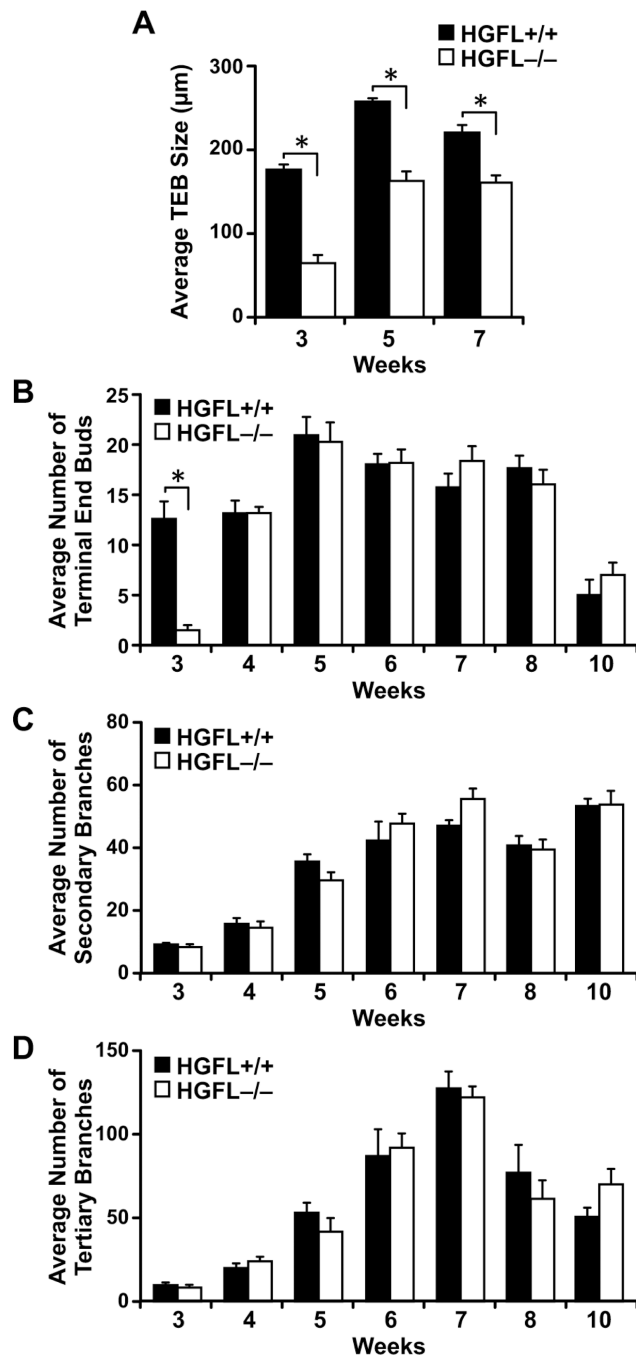 A
HGFL+/+
HGFL–/–
Average TEB Size (μm)
300
200
100
0
*
*
*
3 5 7
Weeks
B
HGFL+/+
HGFL–/–
Average Number of
Terminal End Buds
25
20
15
10
5
0
*
3 4 5 6 7 8 10
Weeks
C
HGFL+/+
HGFL–/–
Average Number of
Secondary Branches
80
60
40
20
0
3 4 5 6 7 8 10
Weeks
D
HGFL+/+
HGFL–/–
Average Number of
Tertiary Branches
150
100
50
0
3 4 5 6 7 8 10
Weeks